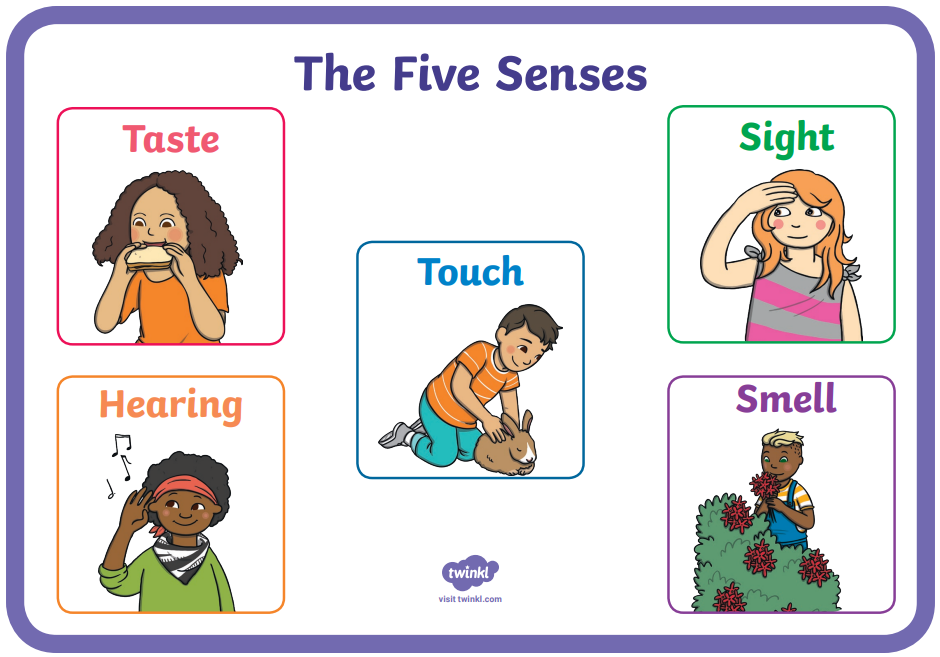 The Five Senses
Taste
Sight
Touch
Hearing
Smell
twinkl
visit twinkl.com